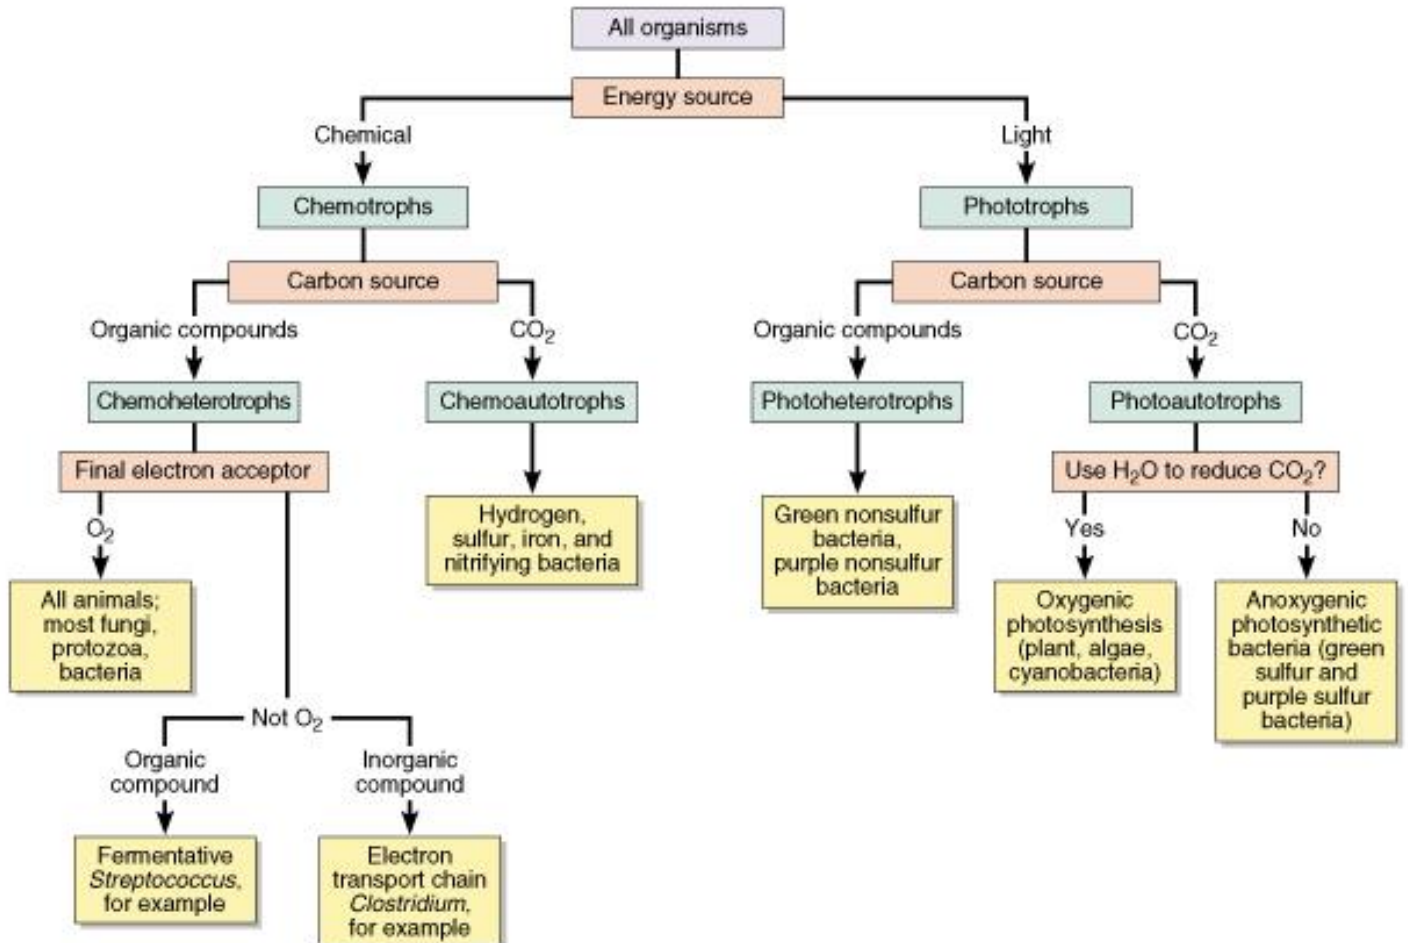 All organisms
Energy source
Chemical
Light
Chemotrophs
Phototrophs
Carbon source
Carbon source
Organic compounds
CO₂
Organic compounds
CO₂
Chemoheterotrophs
Chemoautotrophs
Photoheterotrophs
Photoautotrophs
Final electron acceptor
Use H₂O to reduce CO₂?
O₂
Hydrogen,
sulfur, iron, and
nitrifying bacteria
Green nonsulfur
bacteria,
purple nonsulfur
bacteria
Yes
No
All animals;
most fungi,
protozoa,
bacteria
Oxygenic
photosynthesis
(plant, algae,
cyanobacteria)
Anoxygenic
photosynthetic
bacteria (green
sulfur and
purple sulfur
bacteria)
Not O₂
Organic
compound
Inorganic
compound
Fermentative
Streptococcus,
for example
Electron
transport chain
Clostridium,
for example